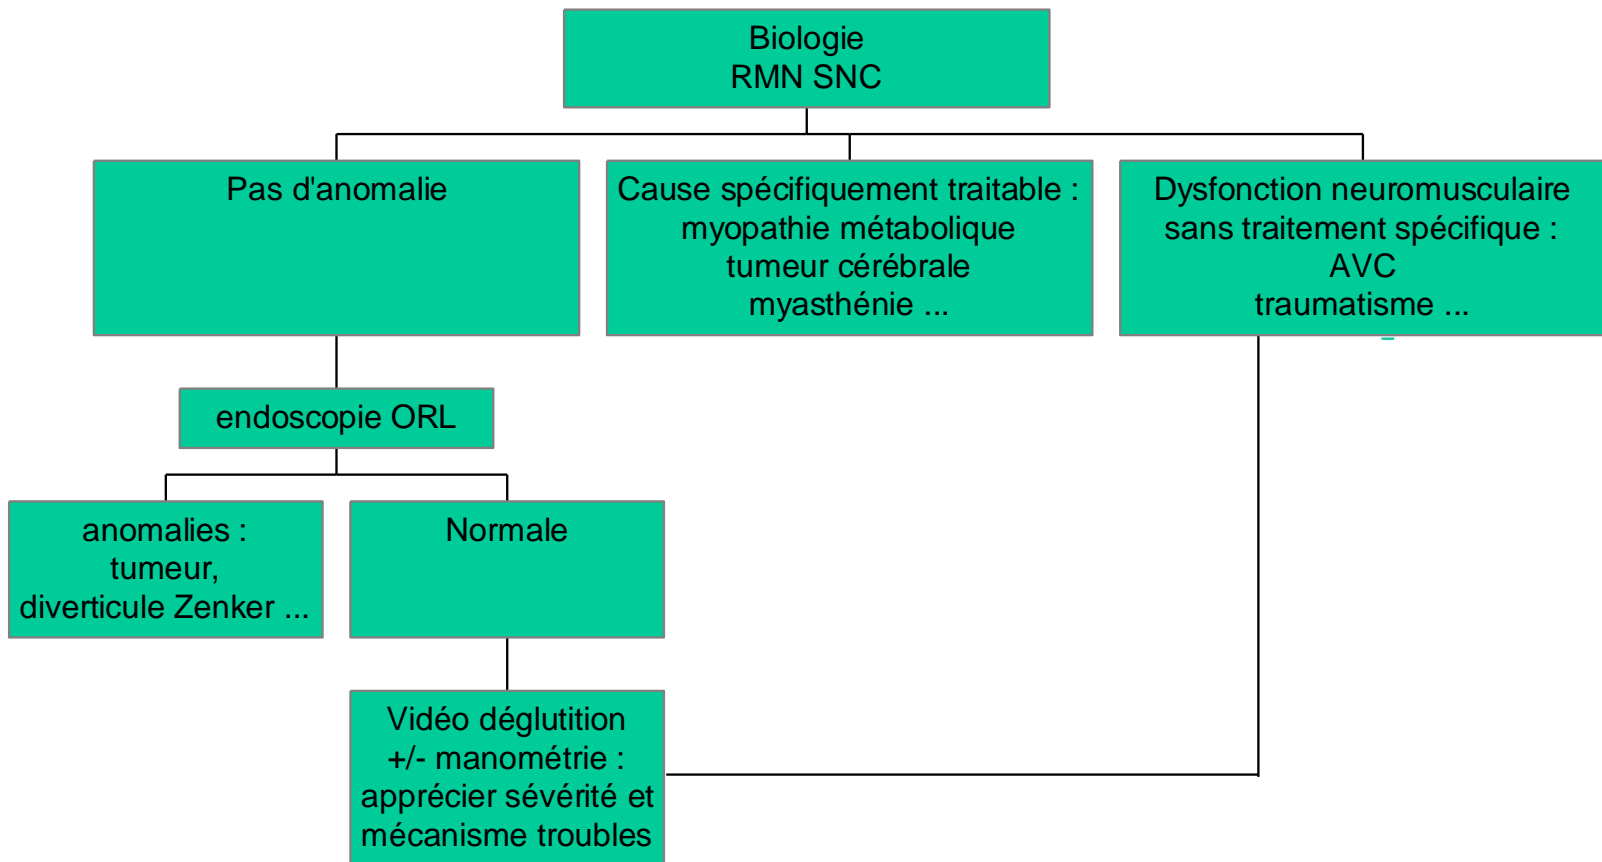 Biologie
RMN SNC
Pas d'anomalie
Cause spécifiquement traitable :
myopathie métabolique
tumeur cérébrale
myasthénie ...
Dysfonction neuromusculaire
sans traitement spécifique :
AVC
traumatisme ...
endoscopie ORL
anomalies :
tumeur,
diverticule Zenker ...
Normale
Vidéo déglutition
+/- manométrie :
apprécier sévérité et
mécanisme troubles